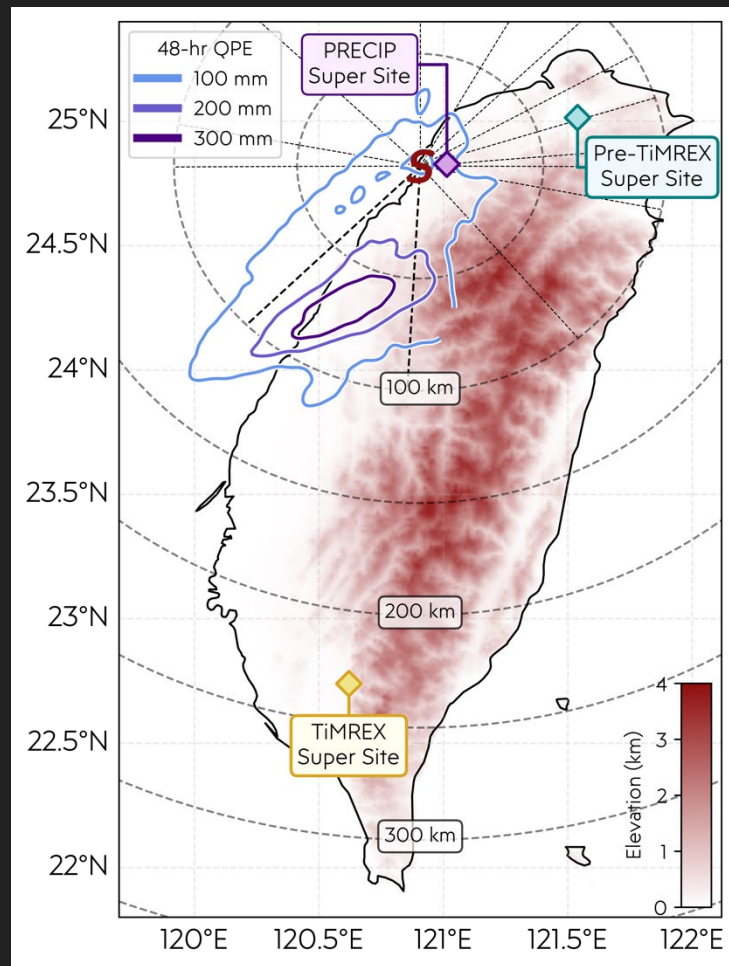 48-hr QPE
100 mm
200 mm
300 mm
PRECIP
Super Site
Pre-TiMREX
Super Site
S
100 km
200 km
TiMREX
Super Site
300 km
Elevation (km)
4
3
2
1
0
25°N
24.5°N
24°N
23.5°N
23°N
22.5°N
22°N
120°E
120.5°E
121°E
121.5°E
122°E